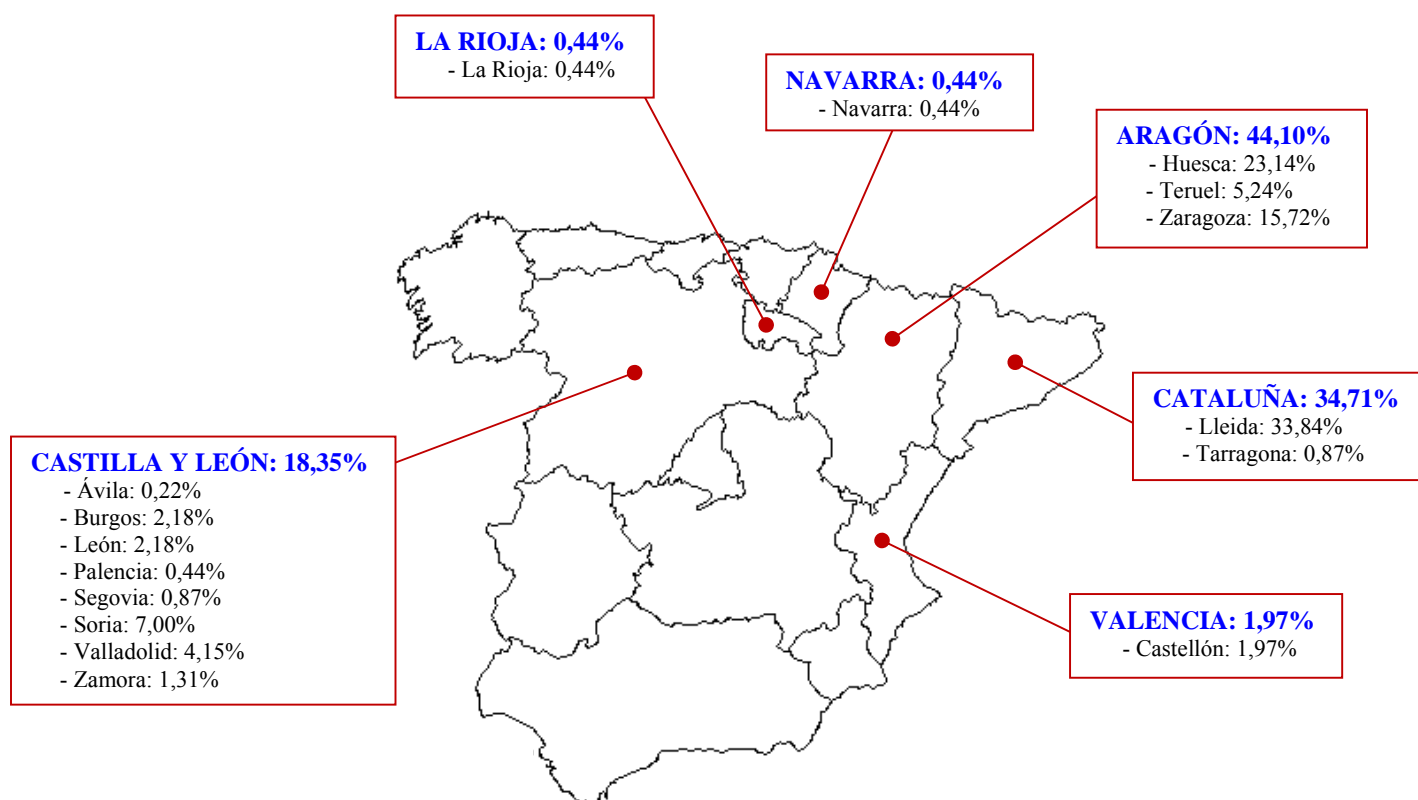 LA RIOJA: 0,44%
- La Rioja: 0,44%
NAVARRA: 0,44%
- Navarra: 0,44%
ARAGÓN: 44,10%
- Huesca: 23,14%
- Teruel: 5,24%
- Zaragoza: 15,72%
CATALUÑA: 34,71%
- Lleida: 33,84%
- Tarragona: 0,87%
CASTILLA Y LEÓN: 18,35%
- Ávila: 0,22%
- Burgos: 2,18%
- León: 2,18%
- Palencia: 0,44%
- Segovia: 0,87%
- Soria: 7,00%
- Valladolid: 4,15%
- Zamora: 1,31%
VALENCIA: 1,97%
- Castellón: 1,97%